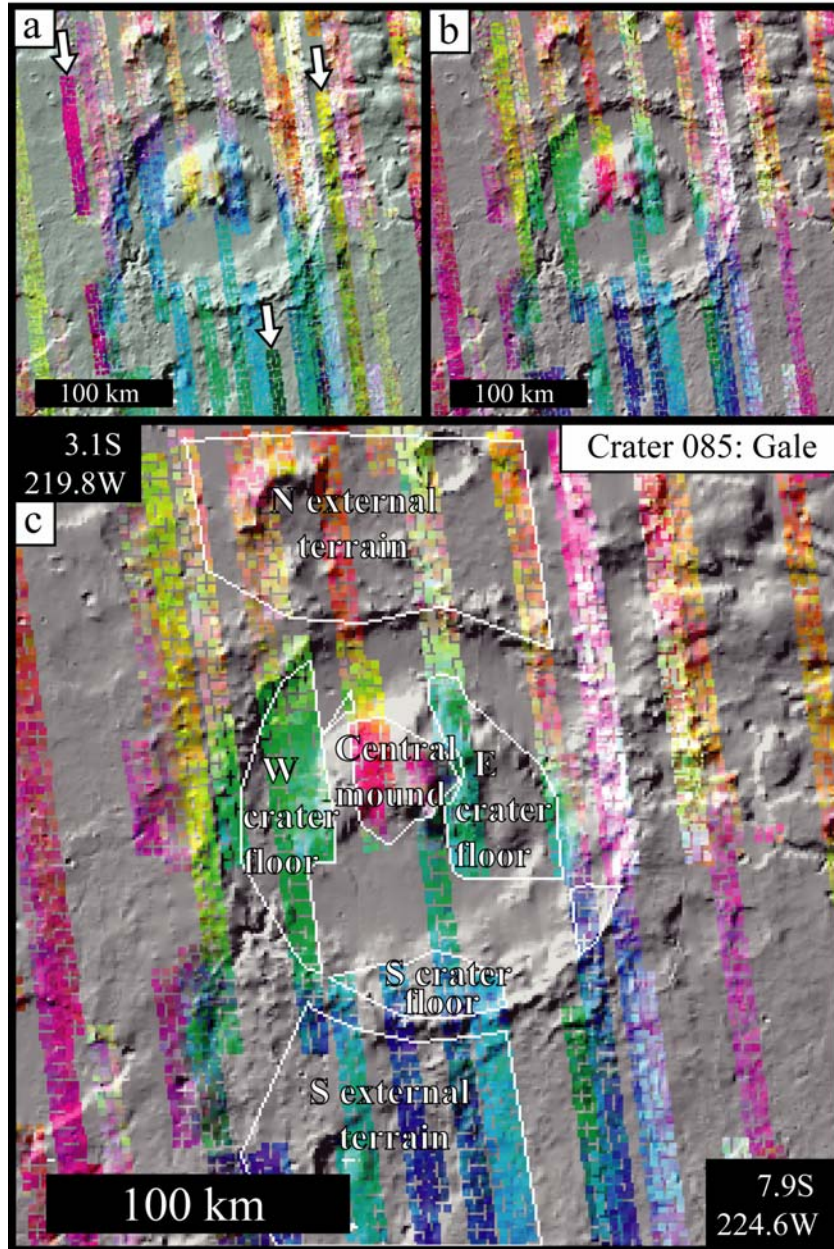 a
b
100 km
100 km
3.1S
219.8W
Crater 085: Gale
c
N external
terrain
W
crater
floor
Central
mound
E
crater
floor
S crater
floor
S external
terrain
100 km
7.9S
224.6W